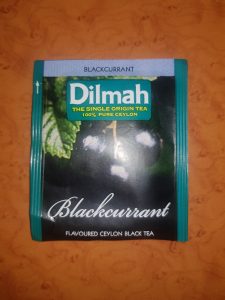 BLACKCURRANT
Dilmah
THE SINGLE ORIGIN TEA
100% PURE CEYLON
Blackcurrant
FLAVOURED CEYLON BLACK TEA